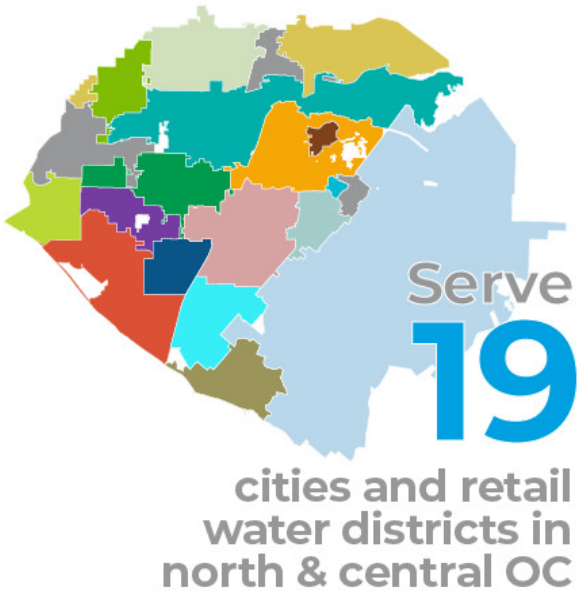 Serve
19
cities and retail
water districts in
north & central OC